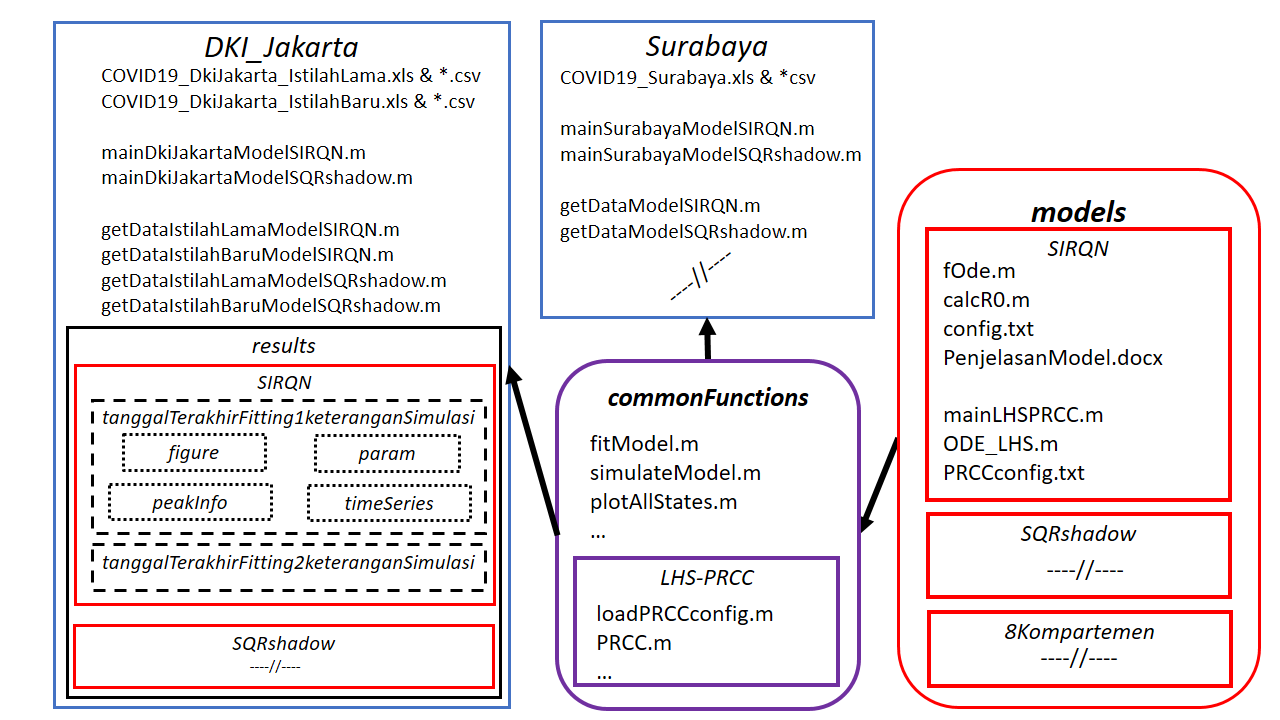 DKI_Jakarta
COVID19_DkiJakarta_IstilahLama.xls & *.csv
COVID19_DkiJakarta_IstilahBaru.xls & *.csv
mainDkiJakartaModelSIRQN.m
mainDkiJakartaModelSQRshadow.m
getDataIstilahLamaModelSIRQN.m
getDataIstilahBaruModelSIRQN.m
getDataIstilahLamaModelSQRshadow.m
getDataIstilahBaruModelSQRshadow.m
results
SIRQN
tanggalTerakhirFitting1keteranganSimulasi
figure
param
peakInfo
timeSeries
tanggalTerakhirFitting2keteranganSimulasi
SQRshadow
----//----
Surabaya
COVID19_Surabaya.xls & *csv
mainSurabayaModelSIRQN.m
mainSurabayaModelSQRshadow.m
getDataModelSIRQN.m
getDataModelSQRshadow.m
----//----
commonFunctions
fitModel.m
simulateModel.m
plotAllStates.m
...
LHS-PRCC
loadPRCCconfig.m
PRCC.m
...
models
SIRQN
fOde.m
calcR0.m
config.txt
PenjelasanModel.docx
mainLHSPRCC.m
ODE_LHS.m
PRCCconfig.txt
SQRshadow
----//----
8Kompartemen
----//----